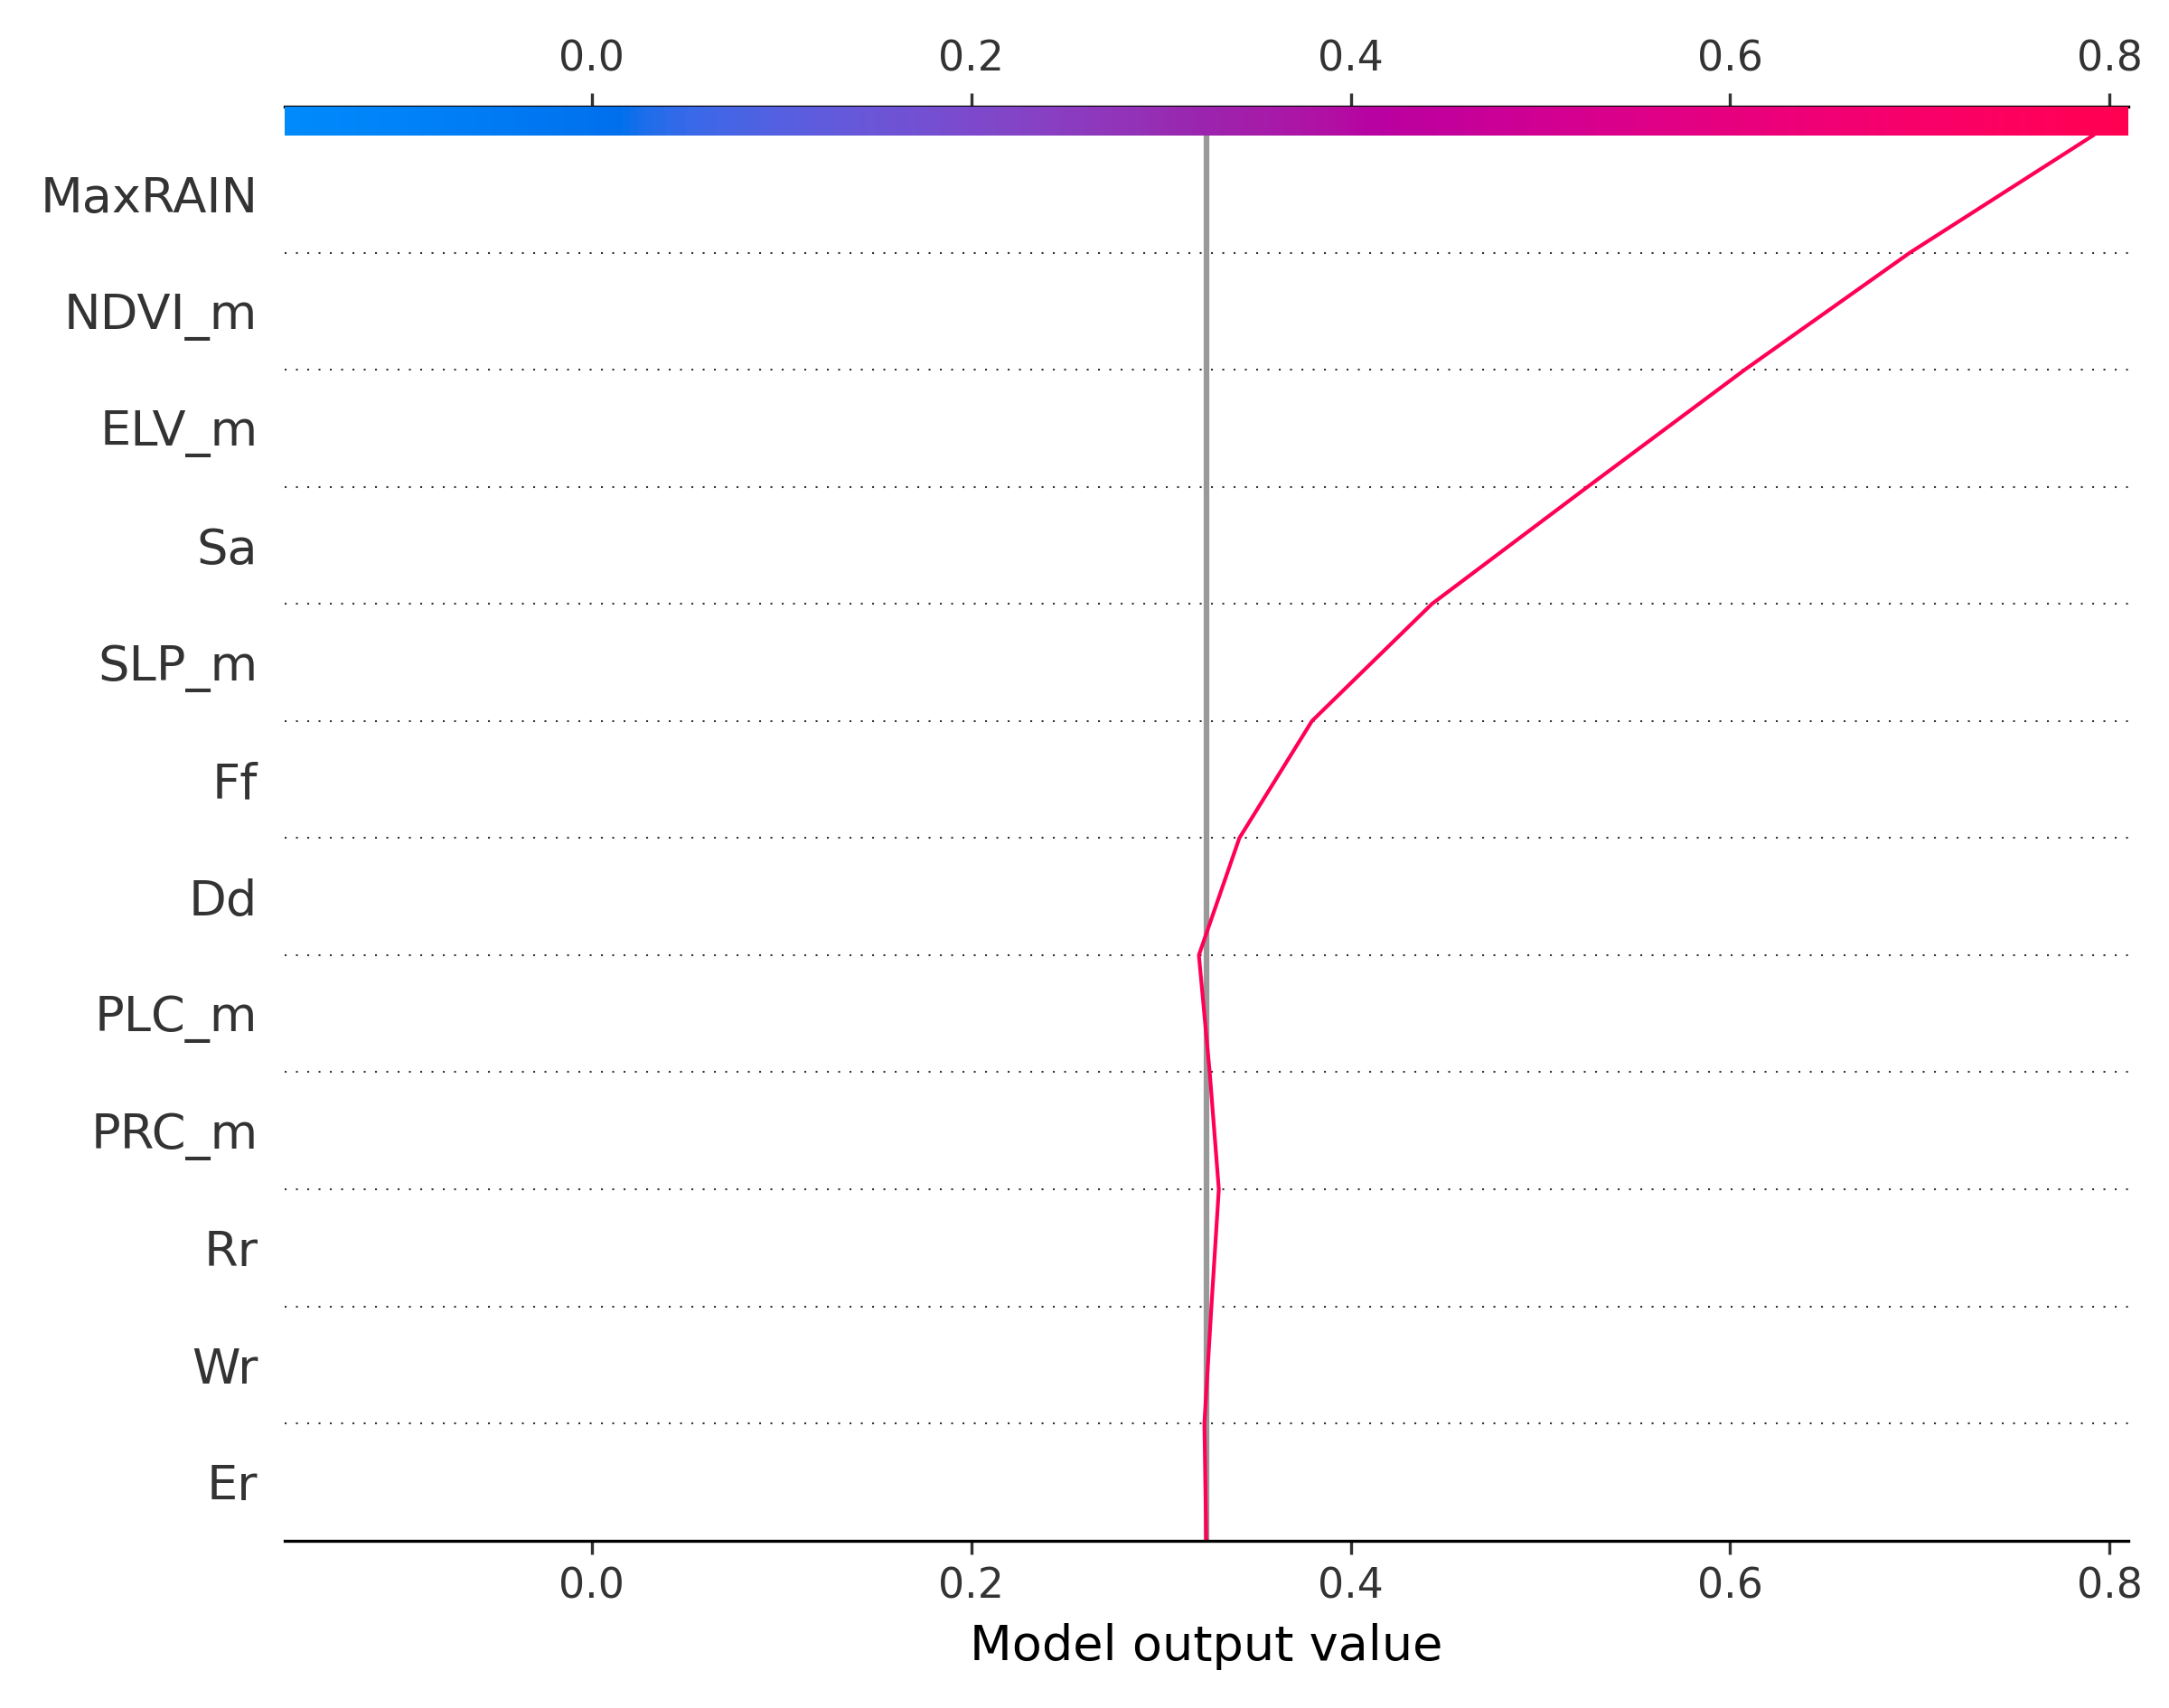 0.0 0.2 0.4 0.6 0.8
MaxRAIN
NDVI_m
ELV_m
Sa
SLP_m
Ff
Dd
PLC_m
PRC_m
Rr
Wr
Er
0.0 0.2 0.4 0.6 0.8
Model output value